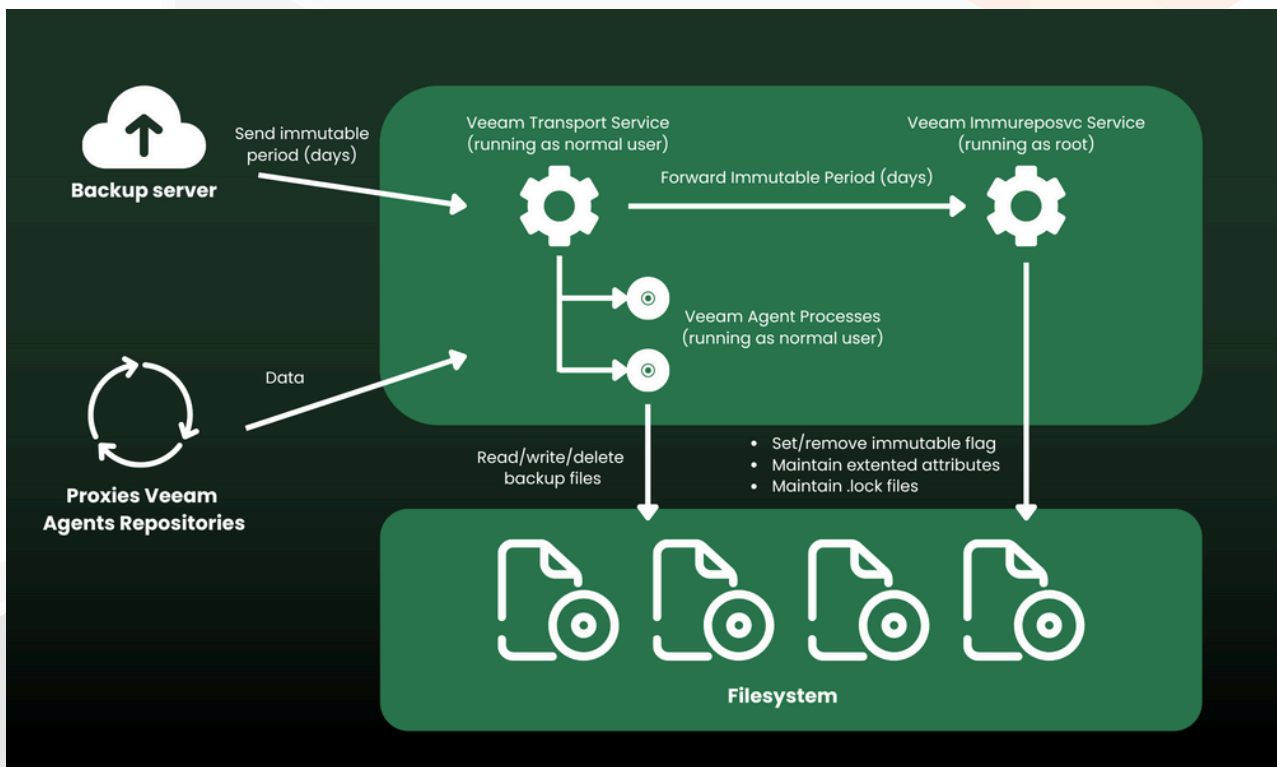 Backup server
Send immutable
period (days)
Veeam Transport Service
(running as normal user)
Forward Immutable Period (days)
Veeam Immureposvc Service
(running as root)
Veeam Agent Processes
(running as normal user)
Data
Proxies Veeam
Agents Repositories
Read/write/delete
backup files
• Set/remove immutable flag
• Maintain extented attributes
• Maintain .lock files
Filesystem